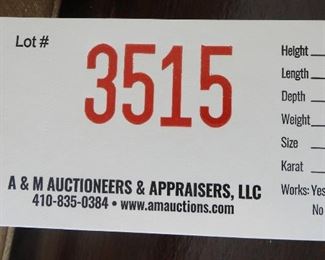 Lot #
3515
Height
Length
Depth
Weight
Size
Karat
Works: Yes
No
A & M AUCTIONEERS & APPRAISERS, LLC
410-835-0384 • www.amauctions.com